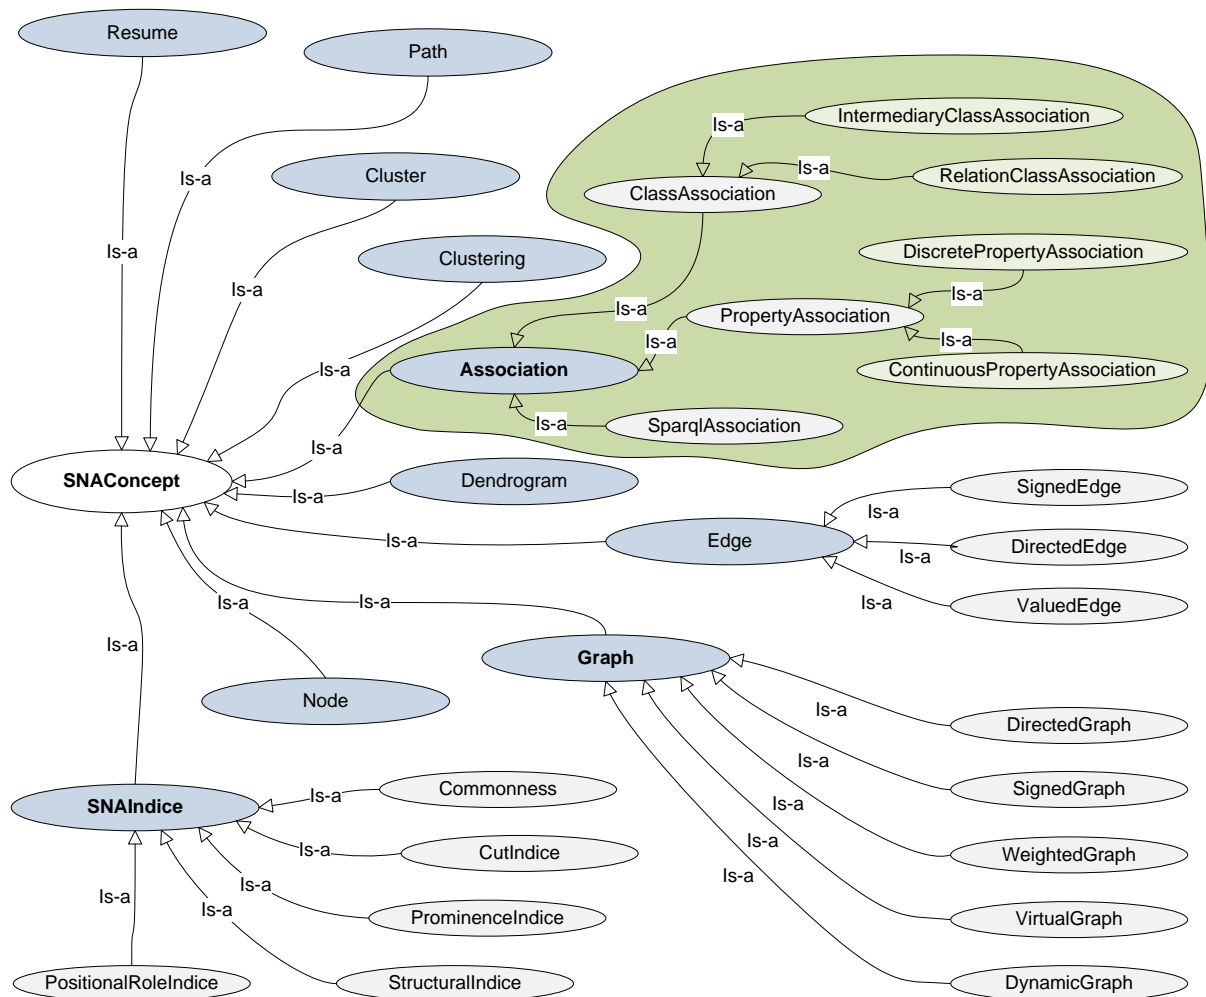 Resume
Path
Is-a
IntermediaryClassAssociation
Is-a
RelationClassAssociation
Cluster
Is-a
ClassAssociation
Is-a
DiscretePropertyAssociation
Clustering
Is-a
Is-a
Is-a
PropertyAssociation
Is-a
Is-a
Is-a
ContinuousPropertyAssociation
Association
Is-a
Is-a
SparqlAssociation
Is-a
SNAConcept
Dendrogram
Is-a
SignedEdge
Is-a
Edge
Is-a
DirectedEdge
Is-a
ValuedEdge
Is-a
Is-a
Is-a
Is-a
Graph
Node
Is-a
DirectedGraph
Is-a
SignedGraph
SNAIndice
Is-a
Commonness
Is-a
CutIndice
Is-a
WeightedGraph
Is-a
Is-a
Is-a
Is-a
Is-a
ProminenceIndice
VirtualGraph
PositionalRoleIndice
StructuralIndice
DynamicGraph